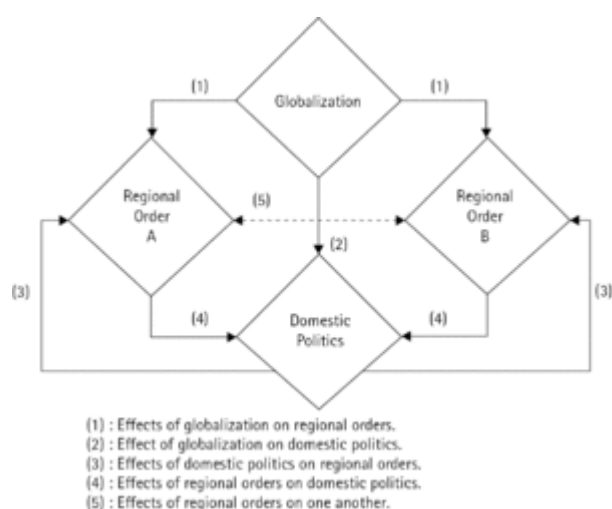 (1)
(1)
Globalization
Regional
Order
A
(5)
Regional
Order
B
(2)
(3)
(3)
(4)
Domestic
Politics
(4)
(1) : Effects of globalization on regional orders.
(2) : Effect of globalization on domestic politics.
(3) : Effects of domestic politics on regional orders.
(4) : Effects of regional orders on domestic politics.
(5) : Effects of regional orders on one another.